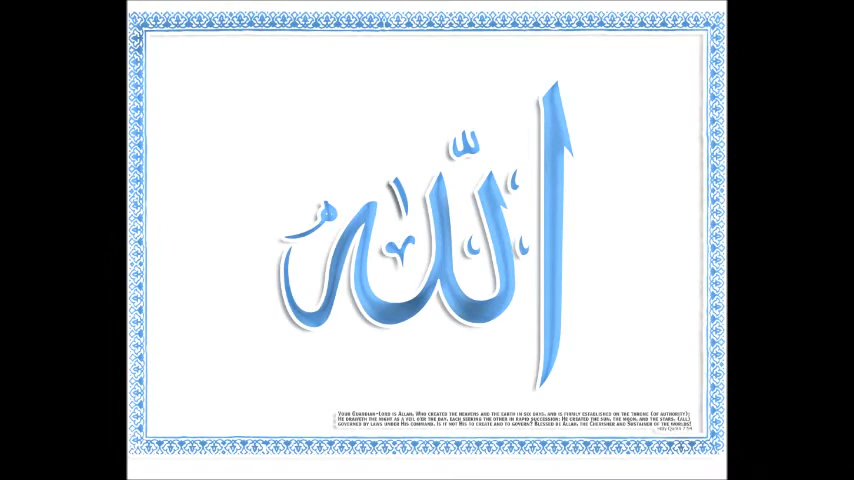 الله
Your Guardian-Lord is Allah, Who created the heavens and the earth in six days, and is firmly established on the throne (of authority):
He draweth the night as a veil o'er the day, each seeking the other in rapid succession: He created the sun, the moon, and the stars, (all)
governed by laws under His command. Is it not His to create and to govern? Blessed be Allah, the Cherisher and Sustainer of the worlds!
Holy Quran 7:54